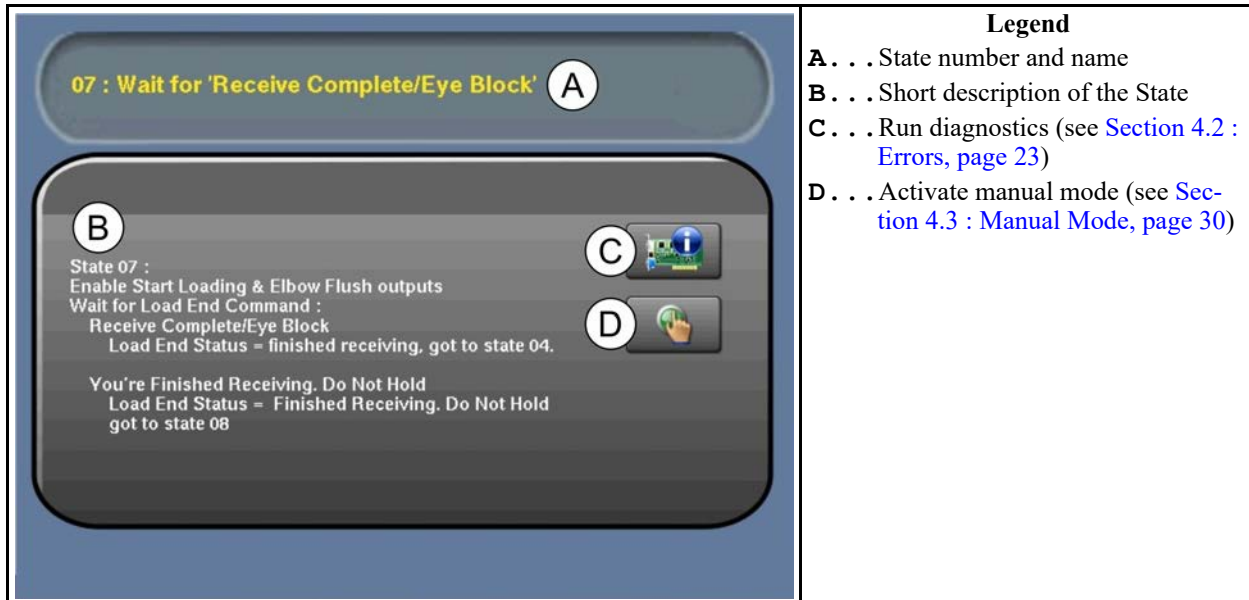 07 : Wait for 'Receive Complete/Eye Block'
A
B
State 07 :
Enable Start Loading & Elbow Flush outputs
Wait for Load End Command :
Receive Complete/Eye Block
Load End Status = finished receiving, got to state 04.
You're Finished Receiving. Do Not Hold
Load End Status = Finished Receiving. Do Not Hold
got to state 08
C
i
D
Legend
A. . . State number and name
B. . . Short description of the State
C. . . Run diagnostics (see Section 4.2 :
Errors, page 23)
D. . . Activate manual mode (see Sec-
tion 4.3 : Manual Mode, page 30)